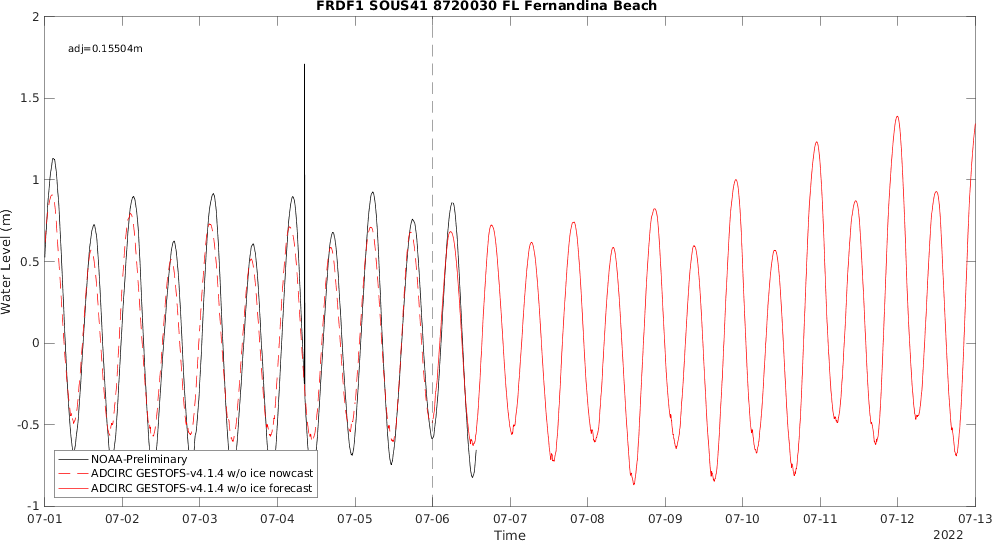 FRDF1 SOUS41 8720030 FL Fernandina Beach
adj=0.15504m
2
1.5
1
0.5
0
-0.5
-1
Water Level (m)
NOAA-Preliminary
ADCIRC GESTOFS-v4.1.4 w/o ice nowcast
ADCIRC GESTOFS-v4.1.4 w/o ice forecast
07-01 07-02 07-03 07-04 07-05 07-06 07-07 07-08 07-09 07-10 07-11 07-12 07-13
Time
2022